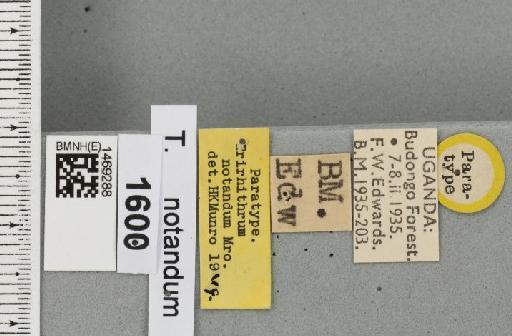 BMNH(E)
1469288
1600
T. notandum
Paratype.
Trirhithrum
notandum Mro.
det.HKMunro 19
BM.
Edw
UGANDA:
Budongo Forest.
7-8.ii.1935.
F.W.Edwards.
B.M.1935-203.
Para-
type